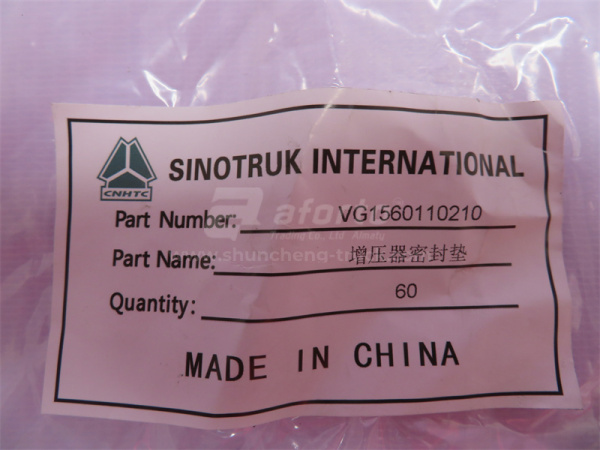 SINOTRUK INTERNATIONAL
CNHTC
Part Number: VG1560110210
Part Name: 增压器密封垫
Quantity: 60
MADE IN CHINA